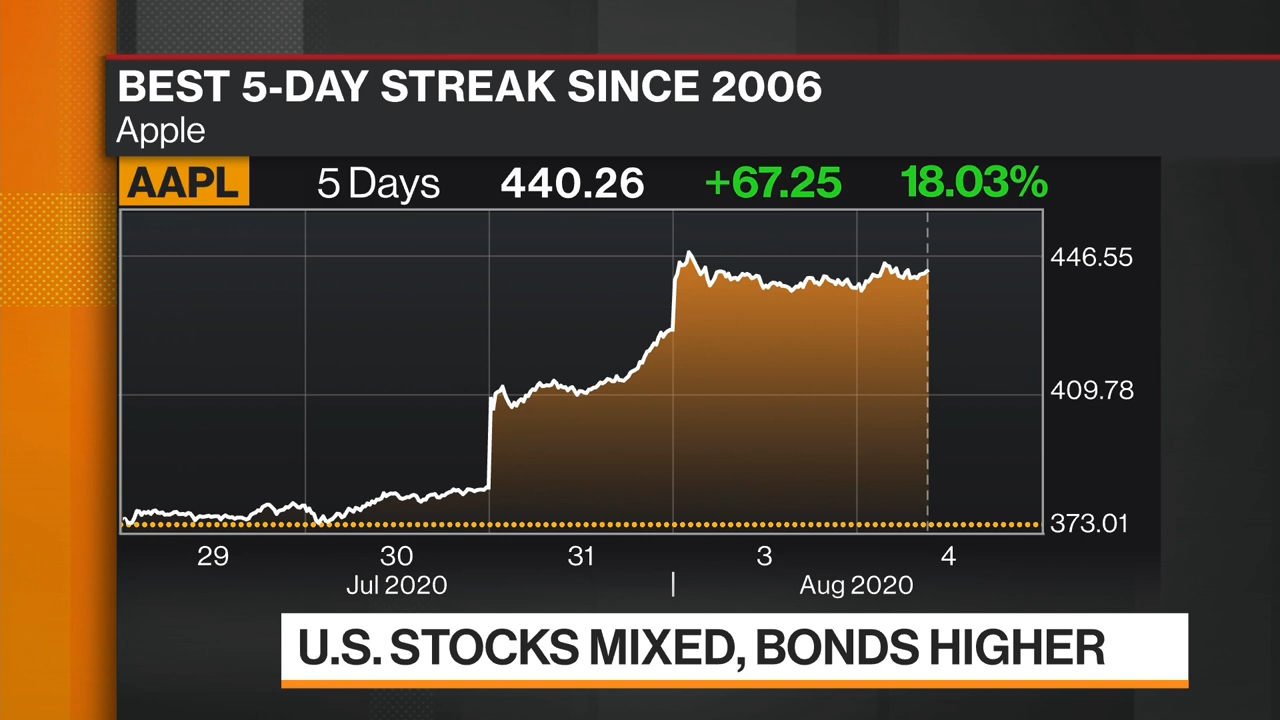 BEST 5-DAY STREAK SINCE 2006
Apple
AAPL 5 Days 440.26 +67.25 18.03%
446.55
409.78
373.01
29 30 31 3 4
Jul 2020 Aug 2020
U.S. STOCKS MIXED, BONDS HIGHER